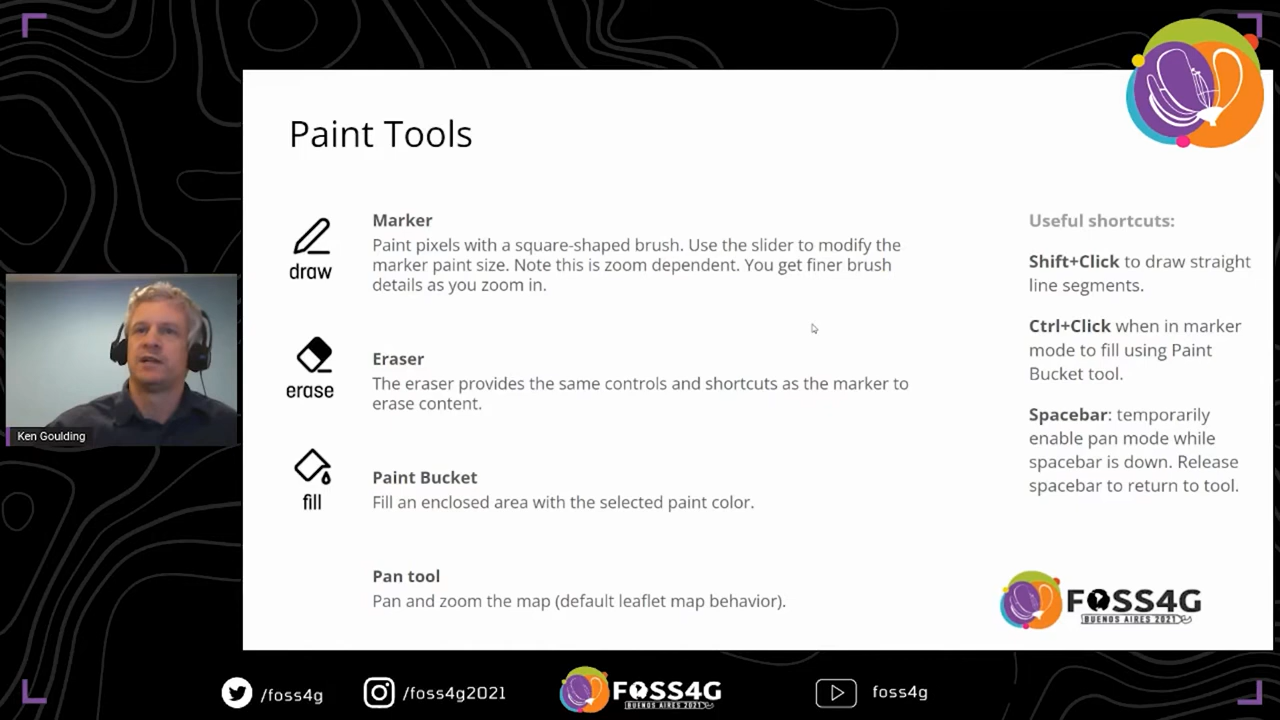 Paint Tools
draw
Marker
Paint pixels with a square-shaped brush. Use the slider to modify the
marker paint size. Note this is zoom dependent. You get finer brush
details as you zoom in.
erase
Eraser
The eraser provides the same controls and shortcuts as the marker to
erase content.
fill
Paint Bucket
Fill an enclosed area with the selected paint color.
Pan tool
Pan and zoom the map (default leaflet map behavior).
Useful shortcuts:
Shift+Click to draw straight
line segments.
Ctrl+Click when in marker
mode to fill using Paint
Bucket tool.
Spacebar: temporarily
enable pan mode while
spacebar is down. Release
spacebar to return to tool.
FOSS4G
BUENOS AIRES 2021
Ken Goulding
/foss4g
/foss4g2021
FOSS4G
BUENOS AIRES 2021
foss4g